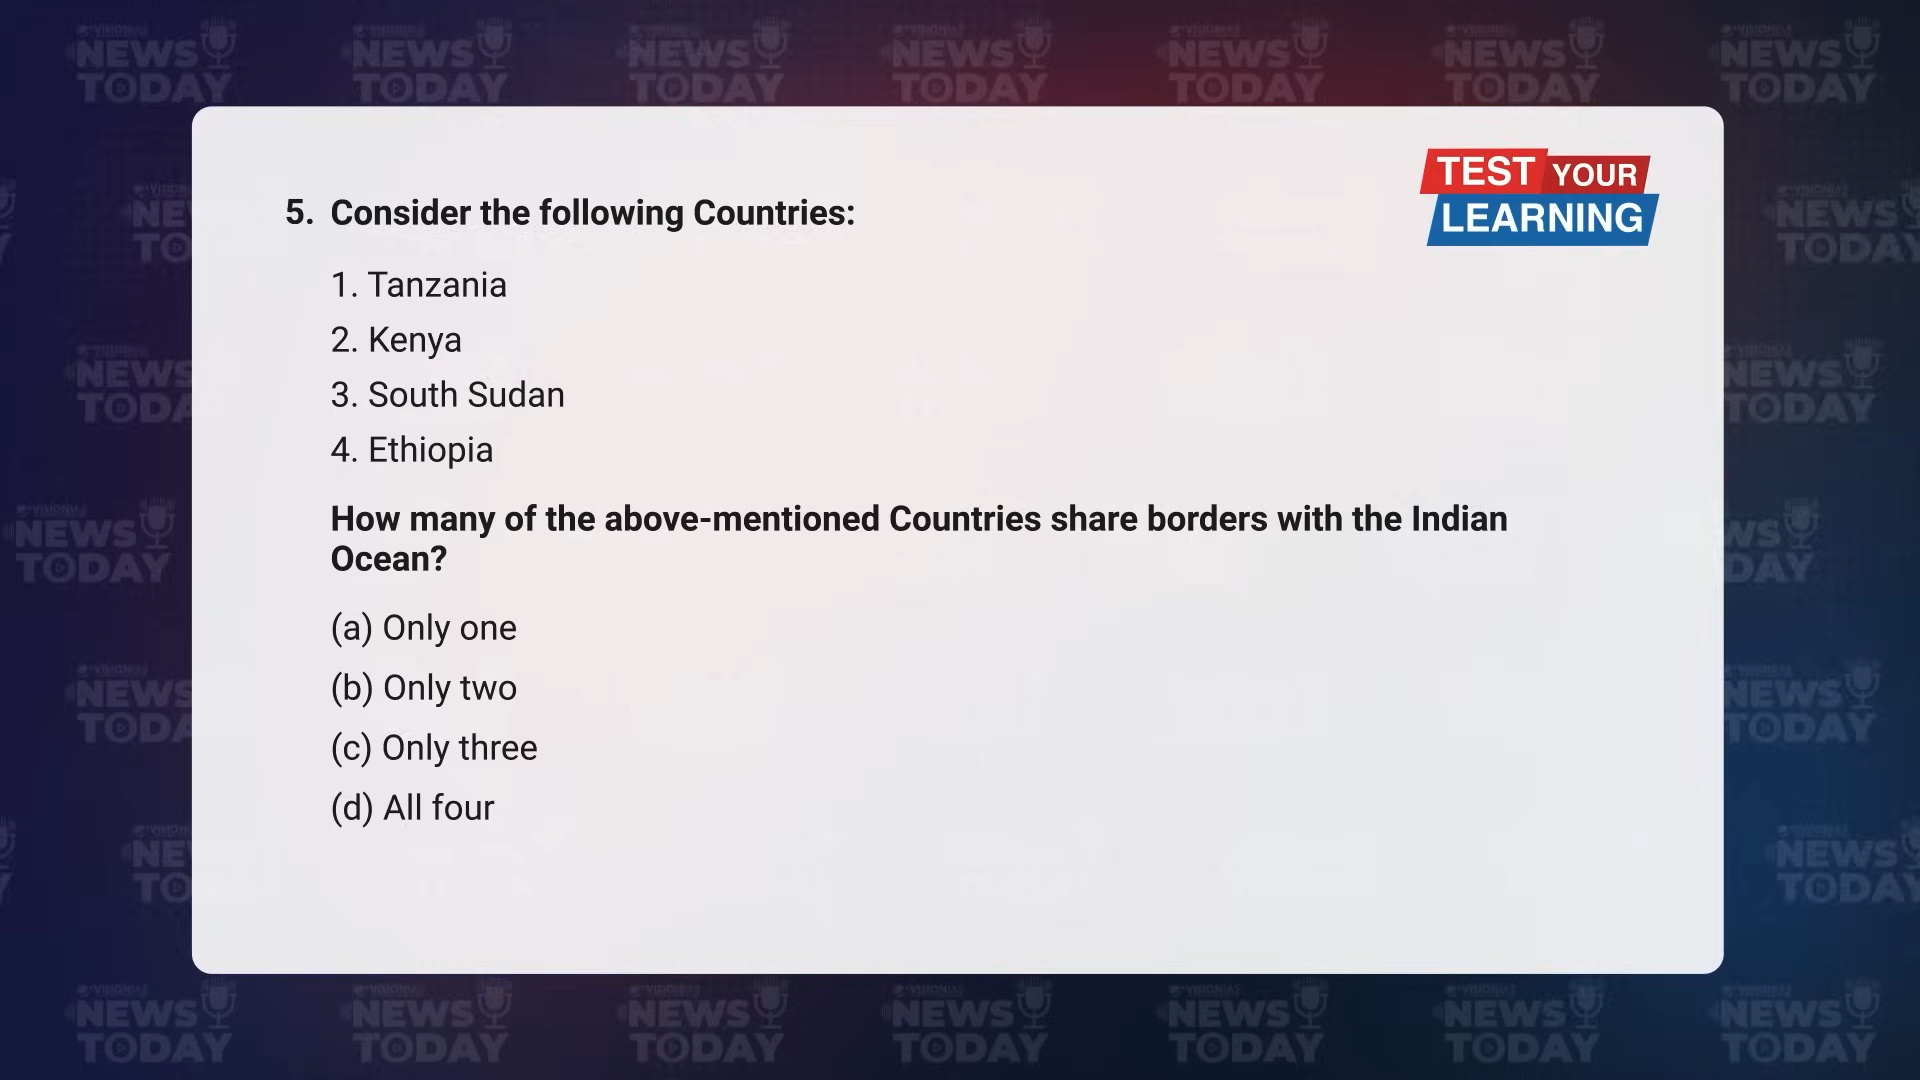 TEST YOUR
LEARNING
5. Consider the following Countries:
1. Tanzania
2. Kenya
3. South Sudan
4. Ethiopia
How many of the above-mentioned Countries share borders with the Indian
Ocean?
(a) Only one
(b) Only two
(c) Only three
(d) All four
NEWS
TODAY